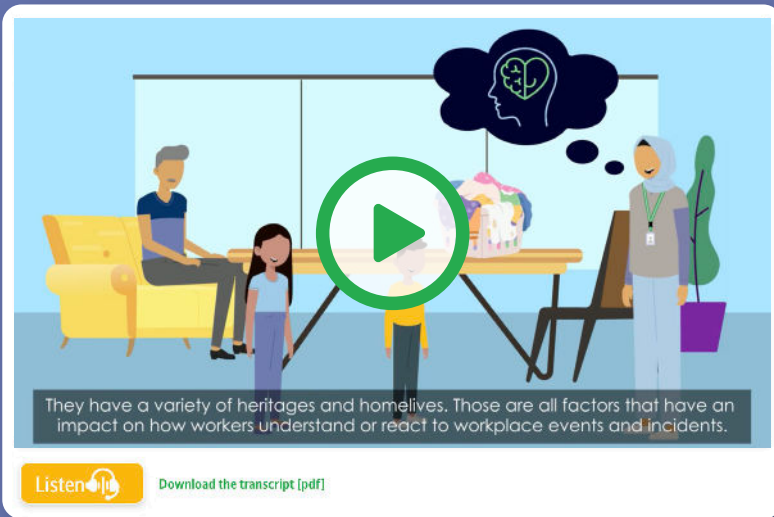 They have a variety of heritages and homelives. Those are all factors that have an
impact on how workers understand or react to workplace events and incidents.
Listen
Download the transcript [pdf]